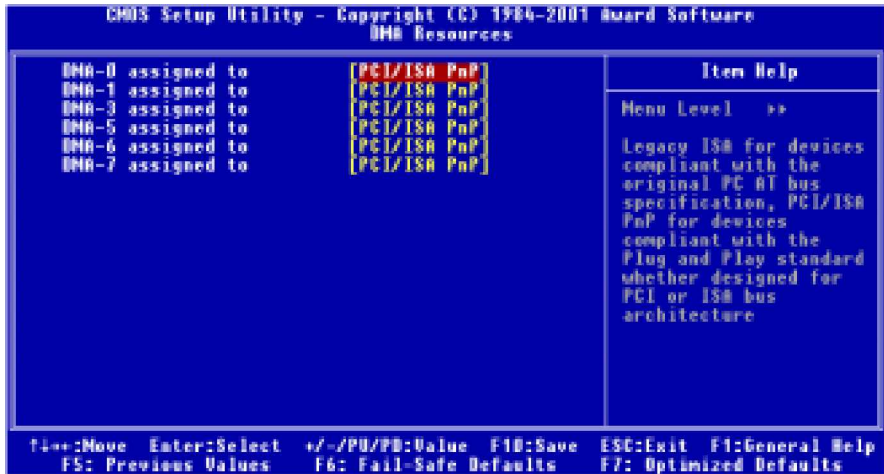 CMOS Setup Utility - Copyright (C) 1984-2001 Award Software
DMA Resources
DMA-0 assigned to [PCI/ISA PnP]
DMA-1 assigned to [PCI/ISA PnP]
DMA-3 assigned to [PCI/ISA PnP]
DMA-5 assigned to [PCI/ISA PnP]
DMA-6 assigned to [PCI/ISA PnP]
DMA-7 assigned to [PCI/ISA PnP]
Item Help
Menu Level ▸▸
Legacy ISA for devices
compliant with the
original PC AT bus
specification, PCI/ISA
PnP for devices
compliant with the
Plug and Play standard
whether designed for
PCI or ISA bus
architecture
↑↓→←:Move Enter:Select +/-/PU/PD:Value F10:Save ESC:Exit F1:General Help
F5: Previous Values F6: Fail-Safe Defaults F7: Optimized Defaults